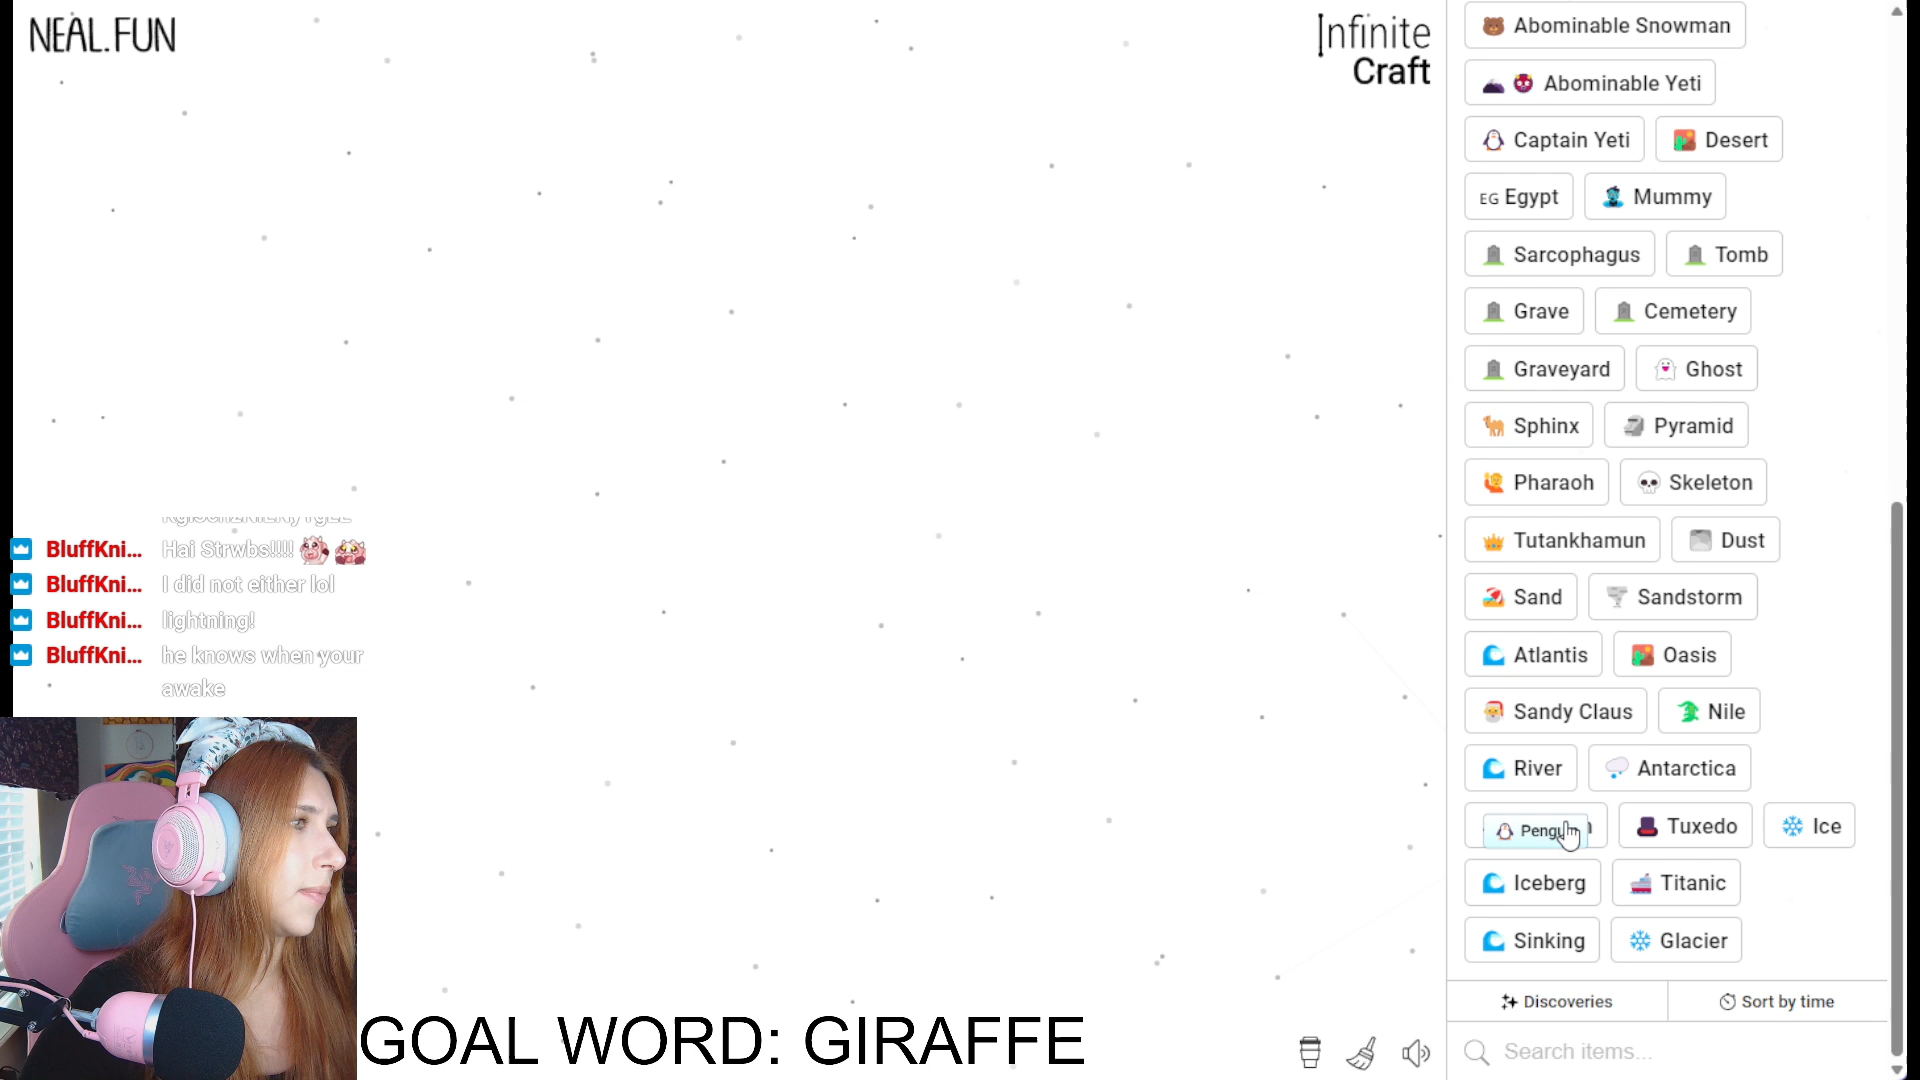 NEAL.FUN
Infinite
Craft
Abominable Snowman
Abominable Yeti
Captain Yeti
Desert
EG Egypt
Mummy
Sarcophagus
Tomb
Grave
Cemetery
Graveyard
Ghost
Sphinx
Pyramid
Pharaoh
Skeleton
Tutankhamun
Dust
Sand
Sandstorm
Atlantis
Oasis
Sandy Claus
Nile
River
Antarctica
Tuxedo
Ice
Iceberg
Titanic
Sinking
Glacier
Discoveries
Sort by time
Search items...
BluffKni... Hai Strwbs!!!!
BluffKni... I did not either lol
BluffKni... lightning!
BluffKni... he knows when your
awake
GOAL WORD: GIRAFFE